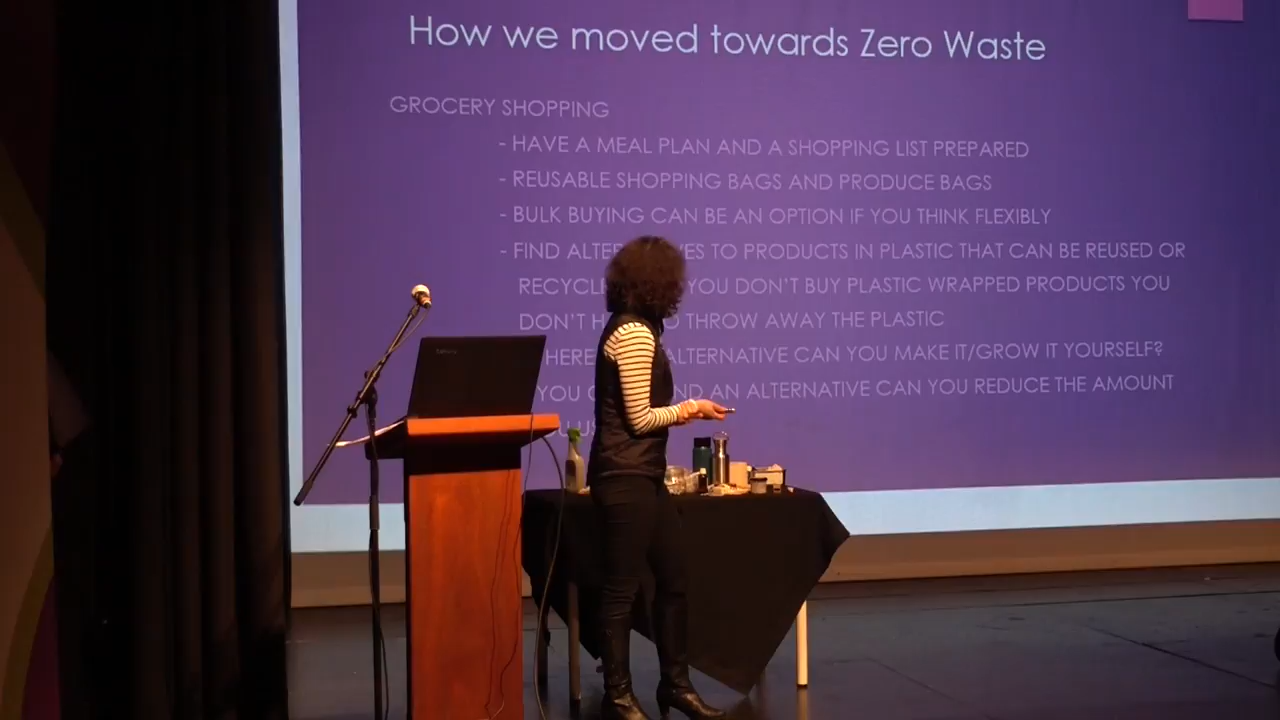 How we moved towards Zero Waste
GROCERY SHOPPING
- HAVE A MEAL PLAN AND A SHOPPING LIST PREPARED
- REUSABLE SHOPPING BAGS AND PRODUCE BAGS
- BULK BUYING CAN BE AN OPTION IF YOU THINK FLEXIBLY
- FIND TO PRODUCTS IN PLASTIC THAT CAN BE REUSED OR
YOU DON'T BUY PLASTIC WRAPPED PRODUCTS YOU
DON'T THROW AWAY THE PLASTIC
ALTERNATIVE CAN YOU MAKE IT/GROW IT YOURSELF?
YOU AN ALTERNATIVE CAN YOU REDUCE THE AMOUNT